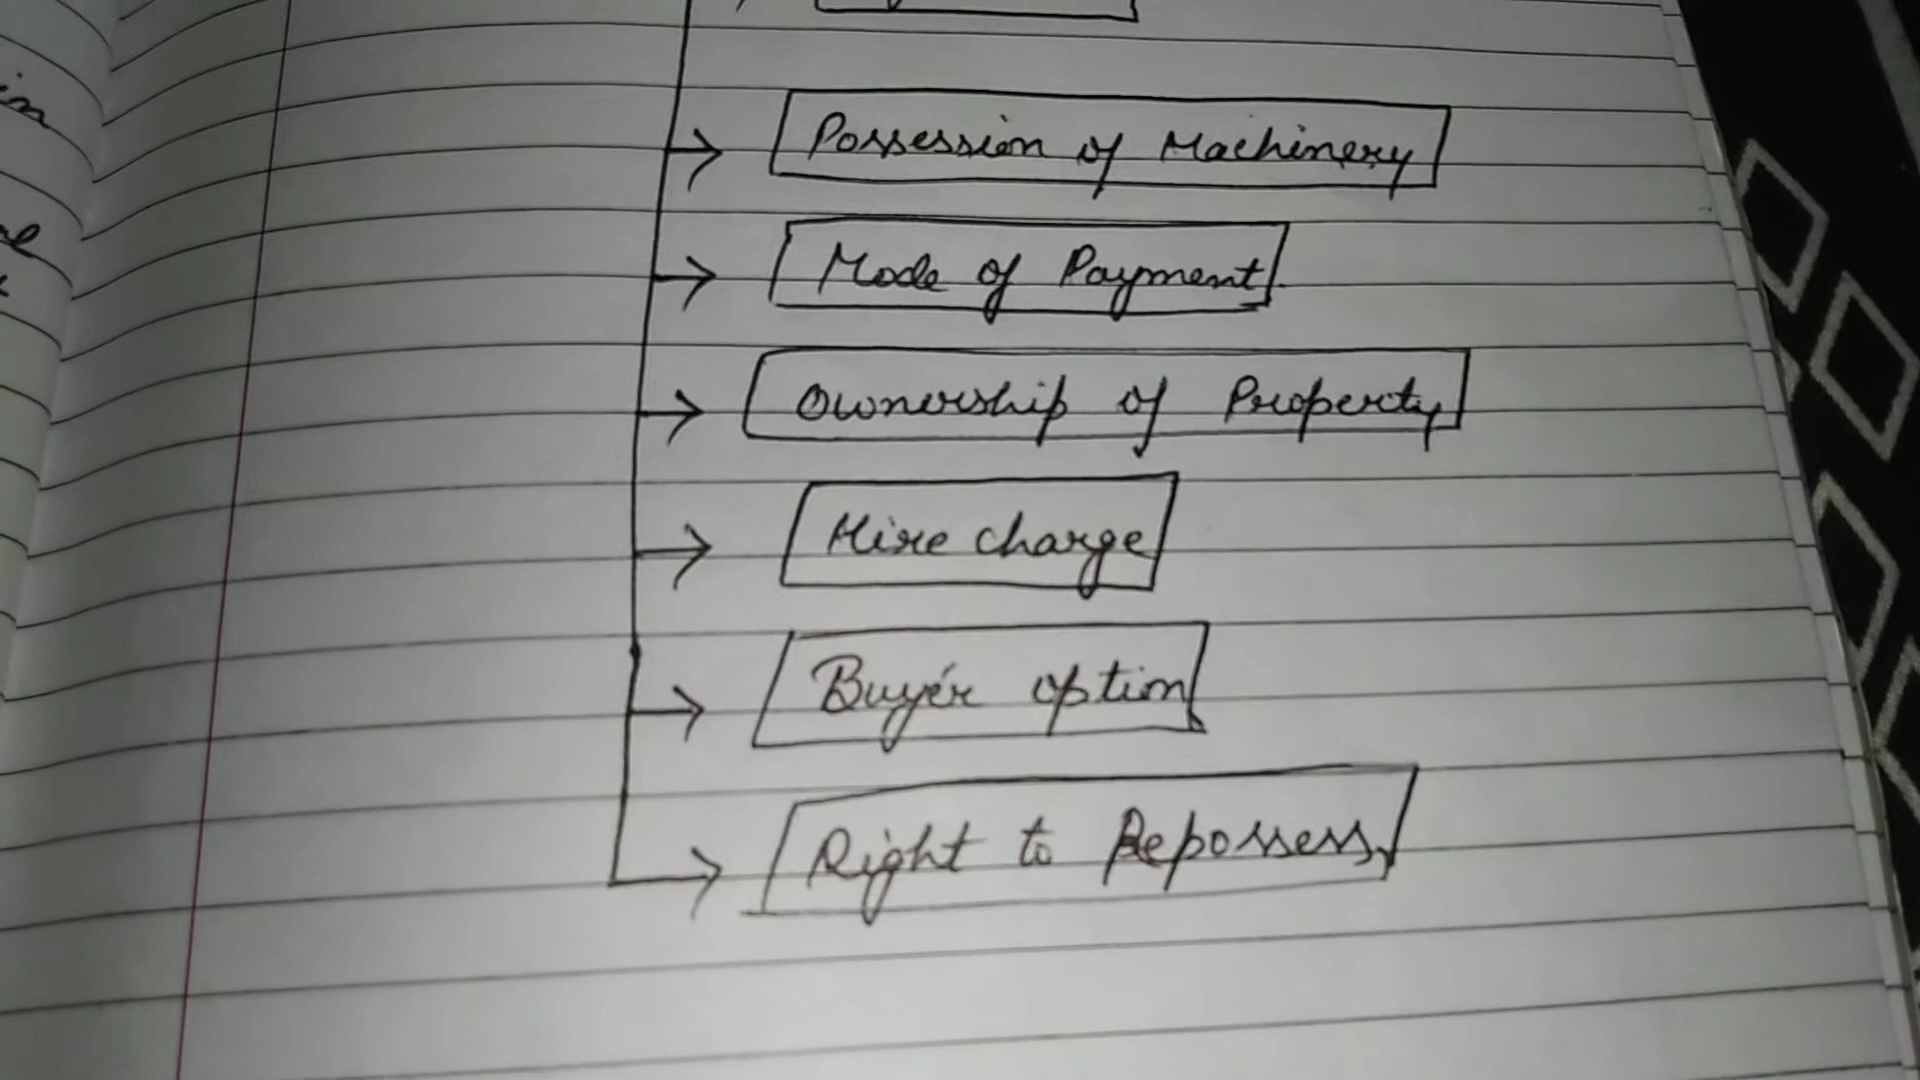 Possession of Machinery
Mode of Payment
Ownership of Property
Hire charge
Buyer option
Right to Repossess